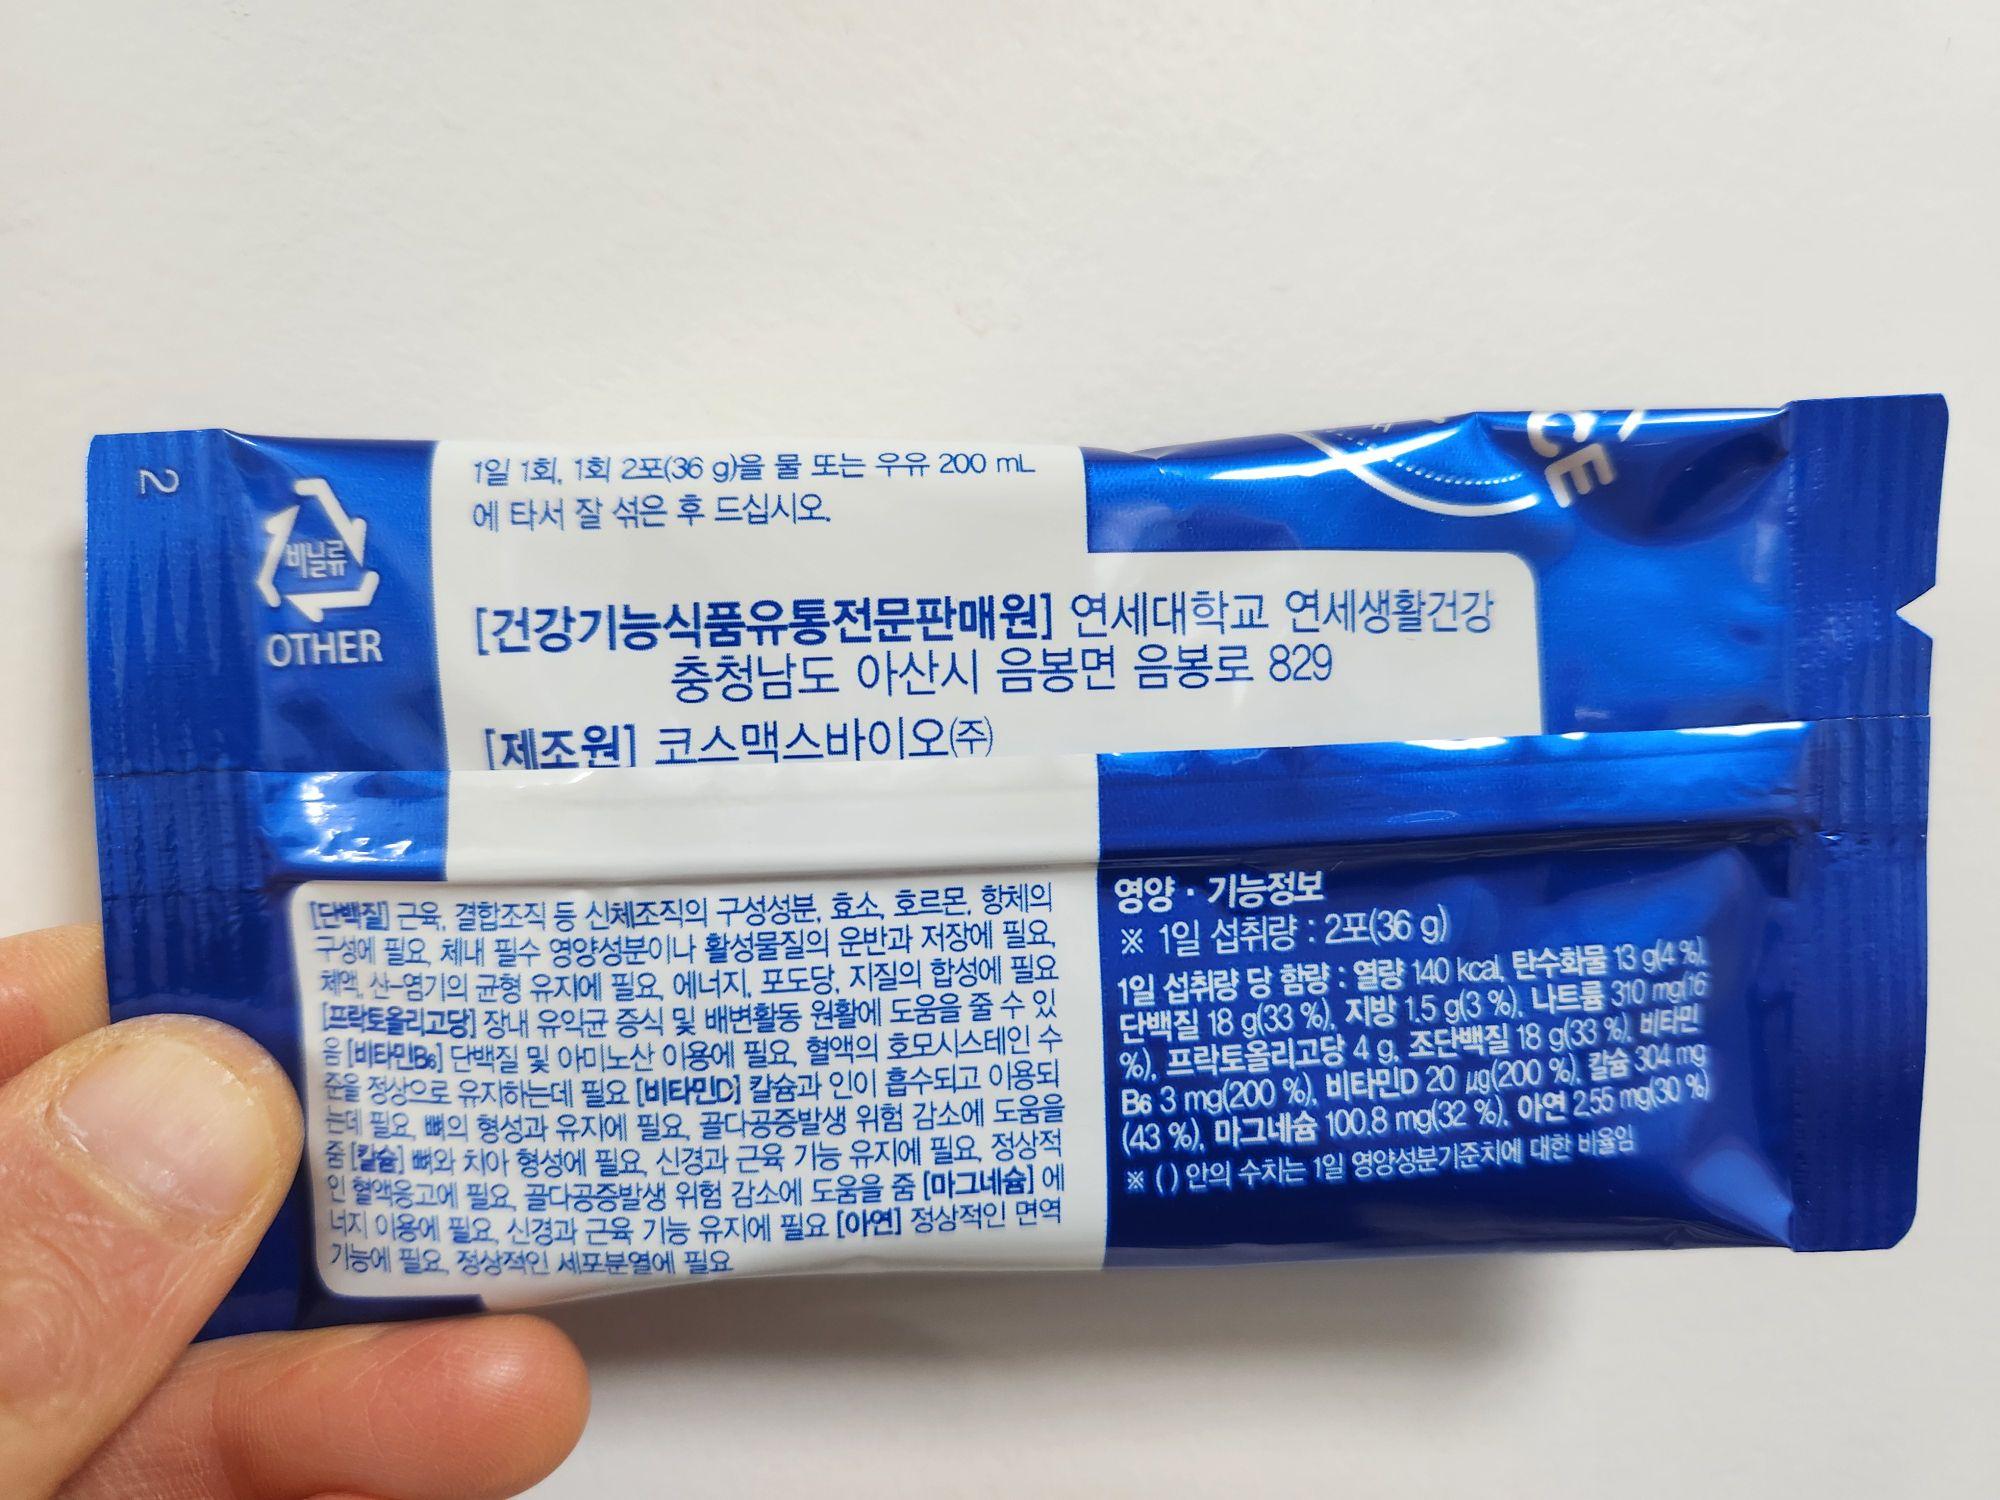 2
비닐류
OTHER
1일 1회, 1회 2포(36 g)을 물 또는 우유 200 mL
에 타서 잘 섞은 후 드십시오.
CE
[건강기능식품유통전문판매원] 연세대학교 연세생활건강
충청남도 아산시 음봉면 음봉로 829
[제조원] 코스맥스바이오㈜
[단백질] 근육, 결합조직 등 신체조직의 구성성분, 효소, 호르몬, 항체의
구성에 필요, 체내 필수 영양성분이나 활성물질의 운반과 저장에 필요,
체액, 산-염기의 균형 유지에 필요, 에너지, 포도당, 지질의 합성에 필요
[프락토올리고당] 장내 유익균 증식 및 배변활동 원활에 도움을 줄 수 있
음 [비타민B6] 단백질 및 아미노산 이용에 필요, 혈액의 호모시스테인 수
준을 정상으로 유지하는데 필요 [비타민D] 칼슘과 인이 흡수되고 이용되
는데 필요, 뼈의 형성과 유지에 필요, 골다공증발생 위험 감소에 도움을
줌 [칼슘] 뼈와 치아 형성에 필요, 신경과 근육 기능 유지에 필요, 정상적
인 혈액응고에 필요, 골다공증발생 위험 감소에 도움을 줌 [마그네슘] 에
너지 이용에 필요, 신경과 근육 기능 유지에 필요 [아연] 정상적인 면역
기능에 필요, 정상적인 세포분열에 필요
영양 · 기능정보
※ 1일 섭취량 : 2포(36 g)
1일 섭취량 당 함량 : 열량 140 kcal, 탄수화물 13 g(4 %),
단백질 18 g(33 %), 지방 1.5 g(3 %), 나트륨 310 mg(16
%), 프락토올리고당 4 g, 조단백질 18 g(33 %), 비타민
B6 3 mg(200 %), 비타민D 20 µg(200 %), 칼슘 304 mg
(43 %), 마그네슘 100.8 mg(32 %), 아연 2.55 mg(30 %)
※ ( ) 안의 수치는 1일 영양성분기준치에 대한 비율임